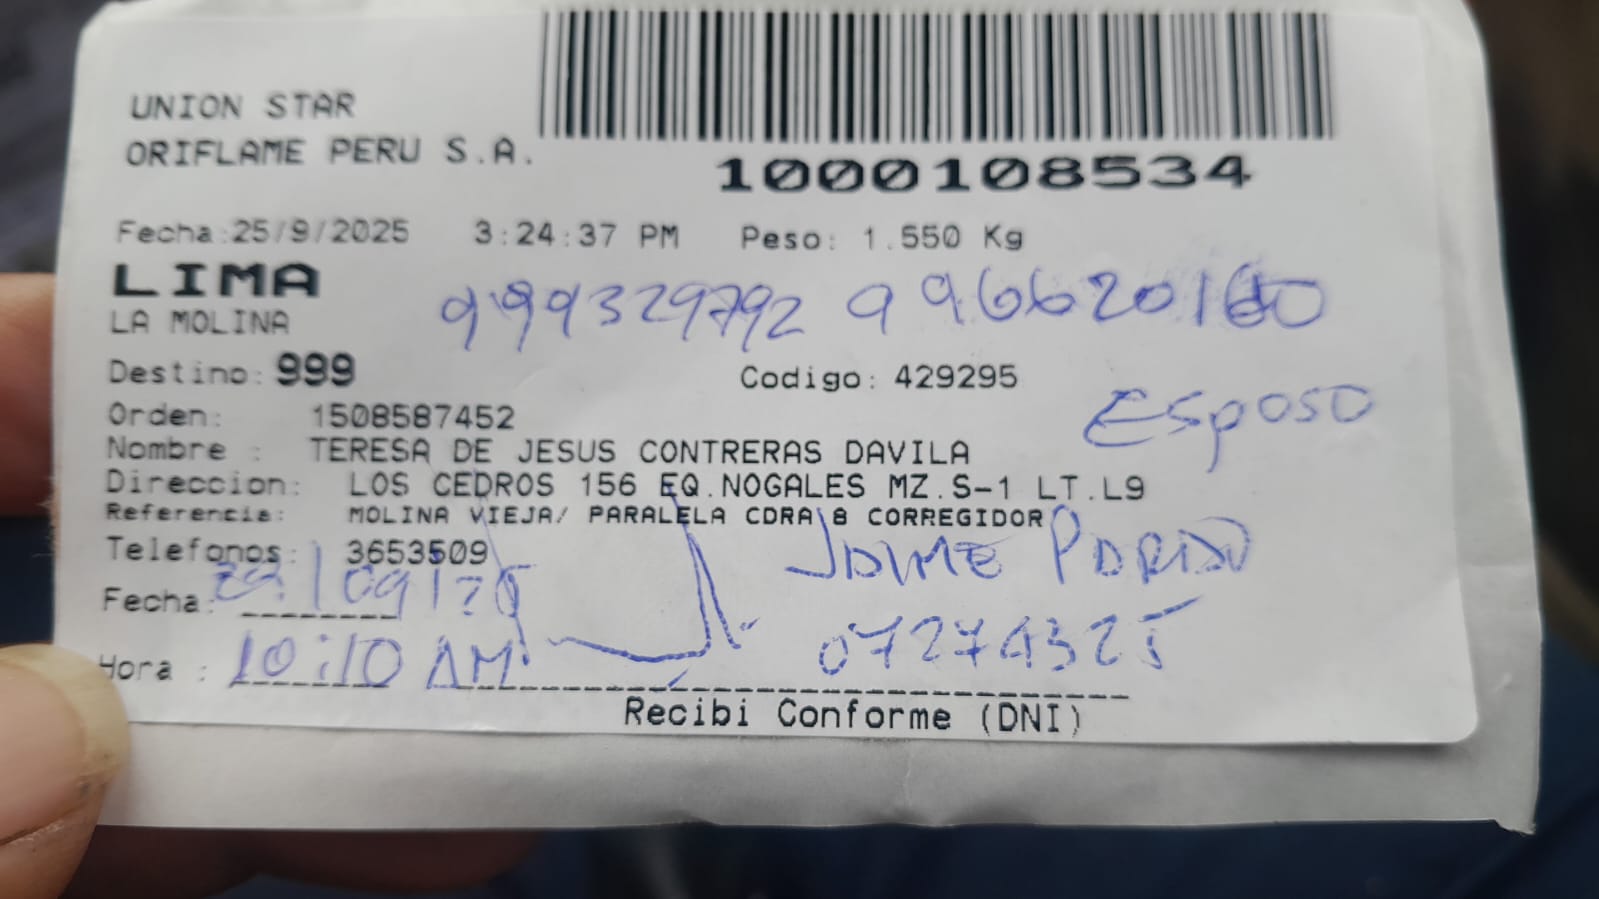 UNION STAR
ORIFLAME PERU S.A.
1000108534
Fecha:25/9/2025 3:24:37 PM Peso: 1.550 Kg
LIMA
999329792
LA MOLINA
Destino: 999 Codigo: 429295
Esposo
Orden: 1508587452
Nombre : TERESA DE JESUS CONTRERAS DAVILA
Direccion: LOS CEDROS 156 EQ.NOGALES MZ.S-1 LT.L9
Referencia: MOLINA VIEJA/ PARALELA CDRA 8 CORREGIDOR
Telefonos: 3653509
JAIME
Fecha:
07274325
Hora : 10:10 AM
Recibi Conforme (DNI)